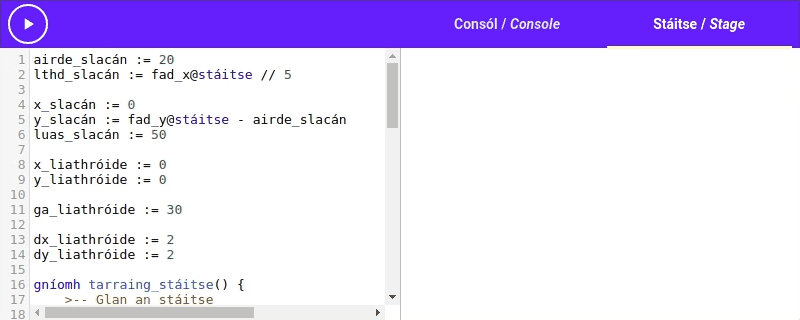 Consól / Console
Stáitse / Stage
1 airde_slacán := 20
2 lthd_slacán := fad_x@stáitse // 5
3
4 x_slacán := 0
5 y_slacán := fad_y@stáitse - airde_slacán
6 luas_slacán := 50
7
8 x_liathróide := 0
9 y_liathróide := 0
10
11 ga_liathróide := 30
12
13 dx_liathróide := 2
14 dy_liathróide := 2
15
16 gníomh tarraing_stáitse() {
17 >-- Glan an stáitse
18